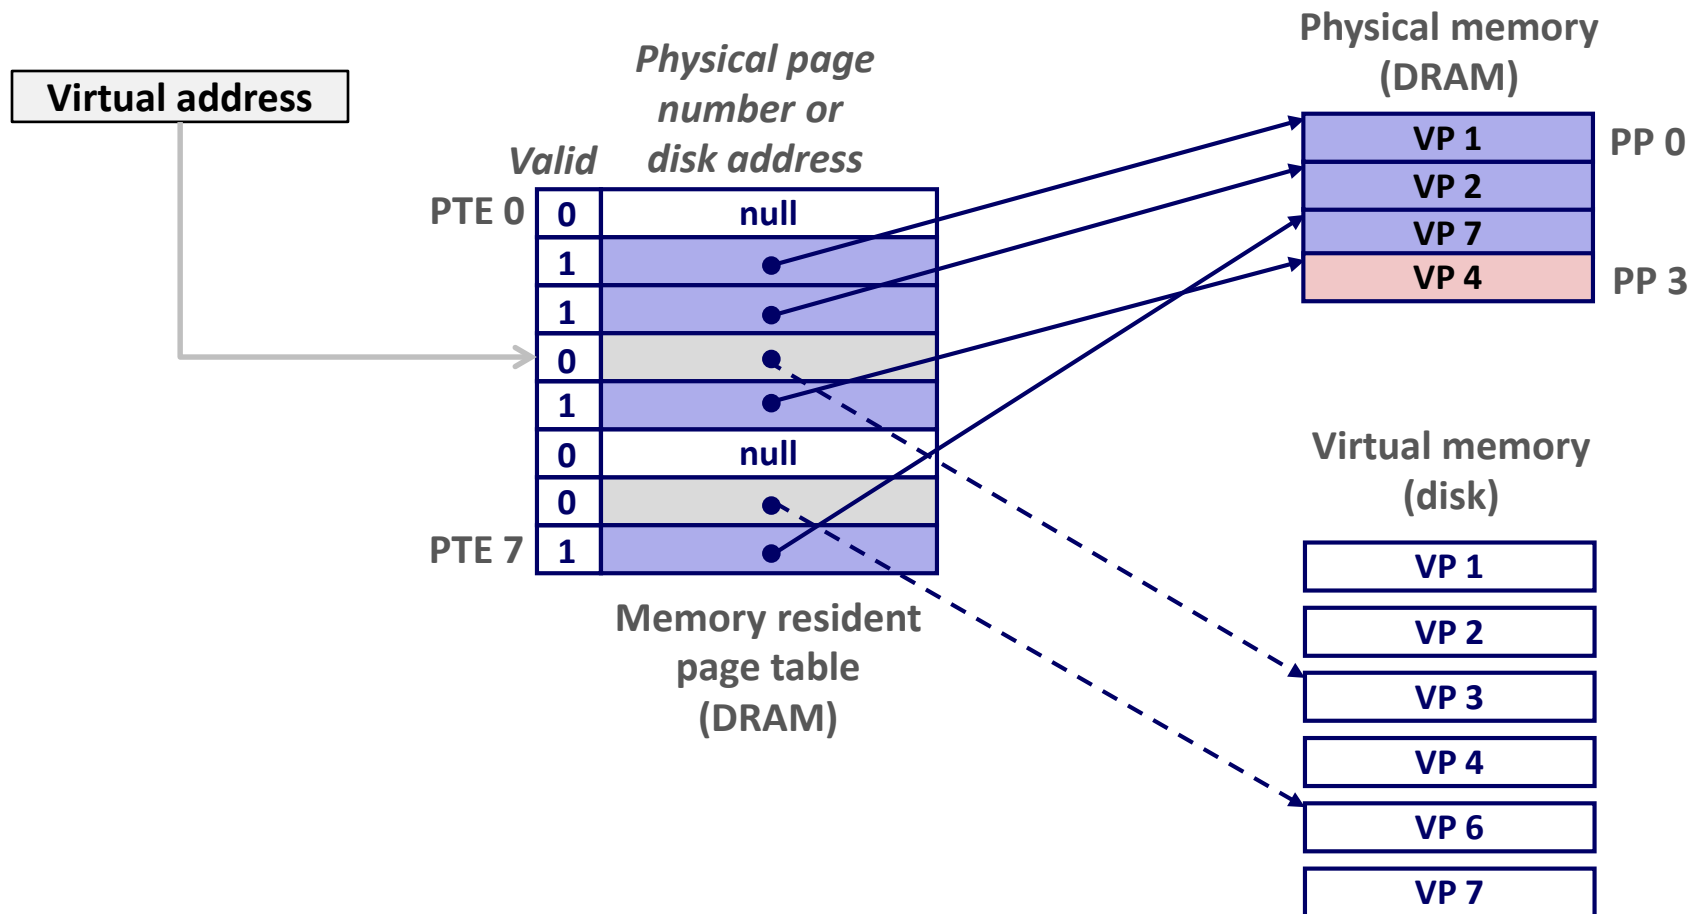 Virtual address
Physical page
number or
disk address
Valid
PTE 0
0
null
1
1
0
1
0
null
0
PTE 7
1
Memory resident
page table
(DRAM)
Physical memory
(DRAM)
VP 1
PP 0
VP 2
VP 7
VP 4
PP 3
Virtual memory
(disk)
VP 1
VP 2
VP 3
VP 4
VP 6
VP 7